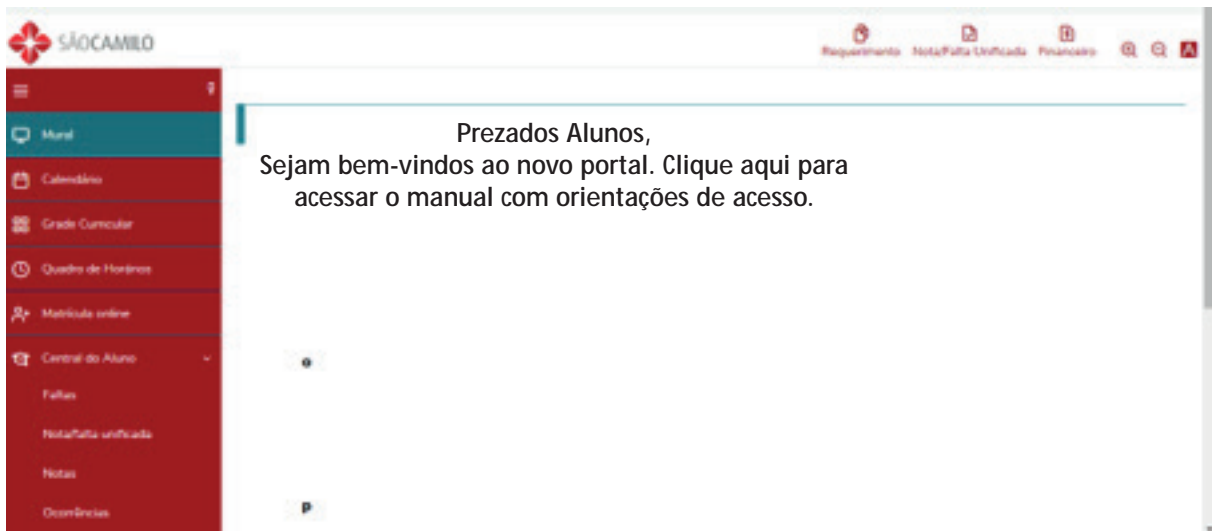 SÃOCAMILO
Requerimento Nota/Falta Unificada Financeiro
A
Mural
Prezados Alunos,
Sejam bem-vindos ao novo portal. Clique aqui para
acessar o manual com orientações de acesso.
Calendário
Grade Curricular
Quadro de Horários
Matrícula online
Central do Aluno
e
Faltas
Nota/falta unificada
Notas
Ocorrências
P